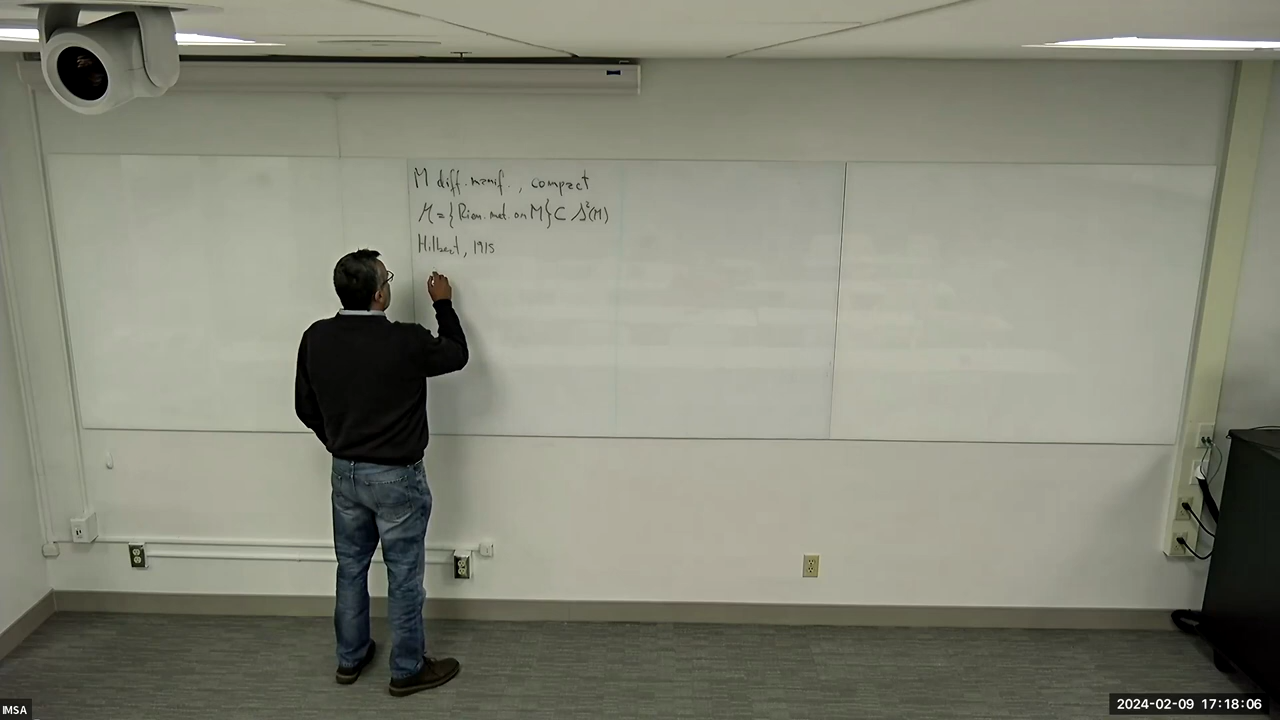 M diff. manif., compact
M = { Riem. met. on M } ⊂ S²(M)
Hilbert, 1915
IMSA
2024-02-09 17:18:06